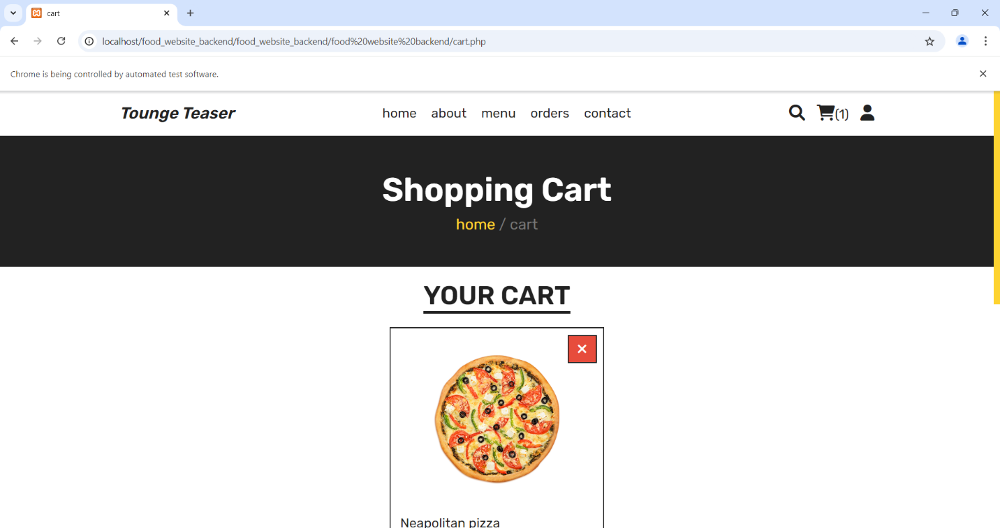 cart
localhost/food_website_backend/food_website_backend/food%20website%20backend/cart.php
Chrome is being controlled by automated test software.
Tounge Teaser home about menu orders contact (1)
Shopping Cart
home / cart
YOUR CART
Neapolitan pizza